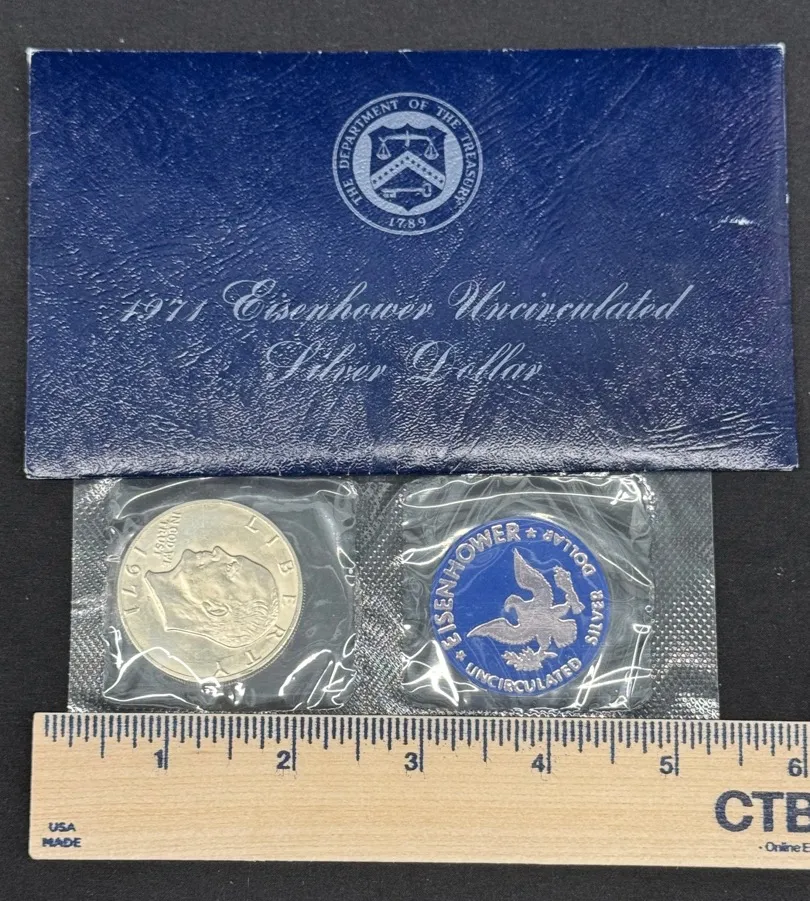 THE DEPARTMENT OF THE TREASURY
1789
1971 Eisenhower Uncirculated
Silver Dollar
LIBERTY
IN GOD WE TRUST
1971
EISENHOWER ★ DOLLAR
★ UNCIRCULATED SILVER
1 2 3 4 5 6
USA
MADE
CTB
· Online E